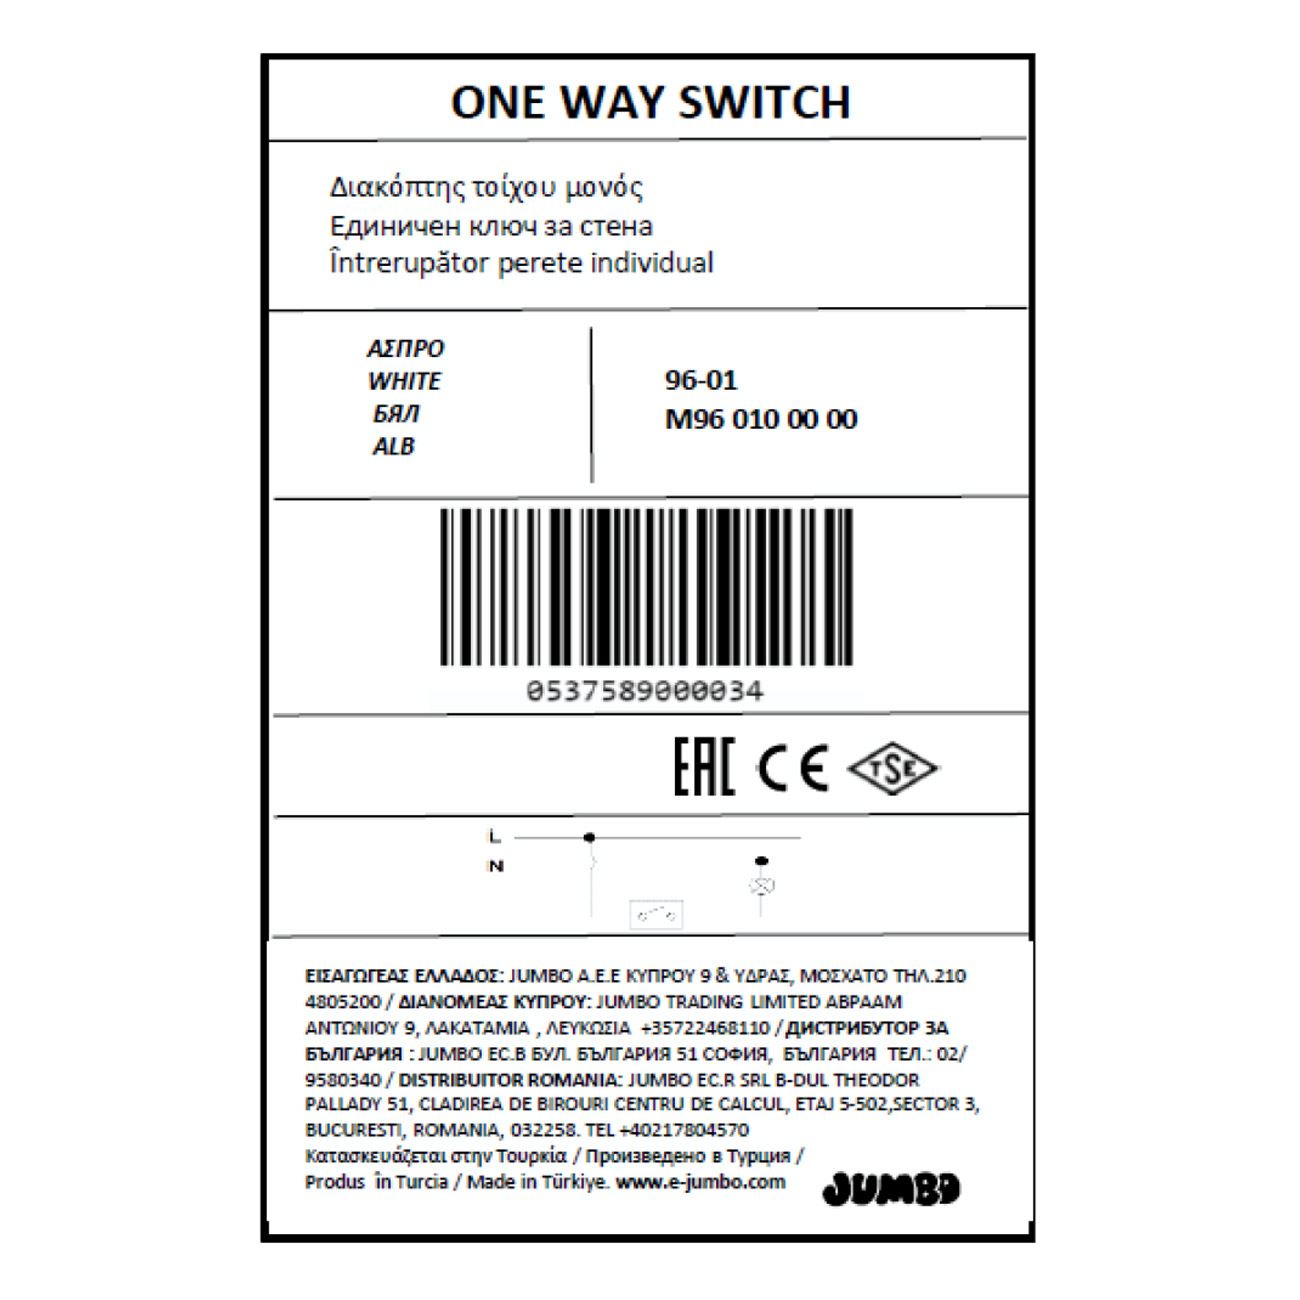 ONE WAY SWITCH
Διακόπτης τοίχου μονός
Единичен ключ за стена
Întrerupător perete individual
ΑΣΠΡΟ
WHITE
БЯЛ
ALB
96-01
M96 010 00 00
0537589000034
EAC CE TSE
L
N
ΕΙΣΑΓΩΓΕΑΣ ΕΛΛΑΔΟΣ: JUMBO A.E.E ΚΥΠΡΟΥ 9 & ΥΔΡΑΣ, ΜΟΣΧΑΤΟ ΤΗΛ.210
4805200 / ΔΙΑΝΟΜΕΑΣ ΚΥΠΡΟΥ: JUMBO TRADING LIMITED ΑΒΡΑΑΜ
ΑΝΤΩΝΙΟΥ 9, ΛΑΚΑΤΑΜΙΑ , ΛΕΥΚΩΣΙΑ +35722468110 / ДИСТРИБУТОР ЗА
БЪЛГАРИЯ : JUMBO EC.B БУЛ. БЪЛГАРИЯ 51 СОФИЯ, БЪЛГАРИЯ ТЕЛ.: 02/
9580340 / DISTRIBUITOR ROMANIA: JUMBO EC.R SRL B-DUL THEODOR
PALLADY 51, CLADIREA DE BIROURI CENTRU DE CALCUL, ETAJ 5-502,SECTOR 3,
BUCURESTI, ROMANIA, 032258. TEL +40217804570
Κατασκευάζεται στην Τουρκία / Произведено в Турция /
Produs în Turcia / Made in Türkiye. www.e-jumbo.com
JUMBO